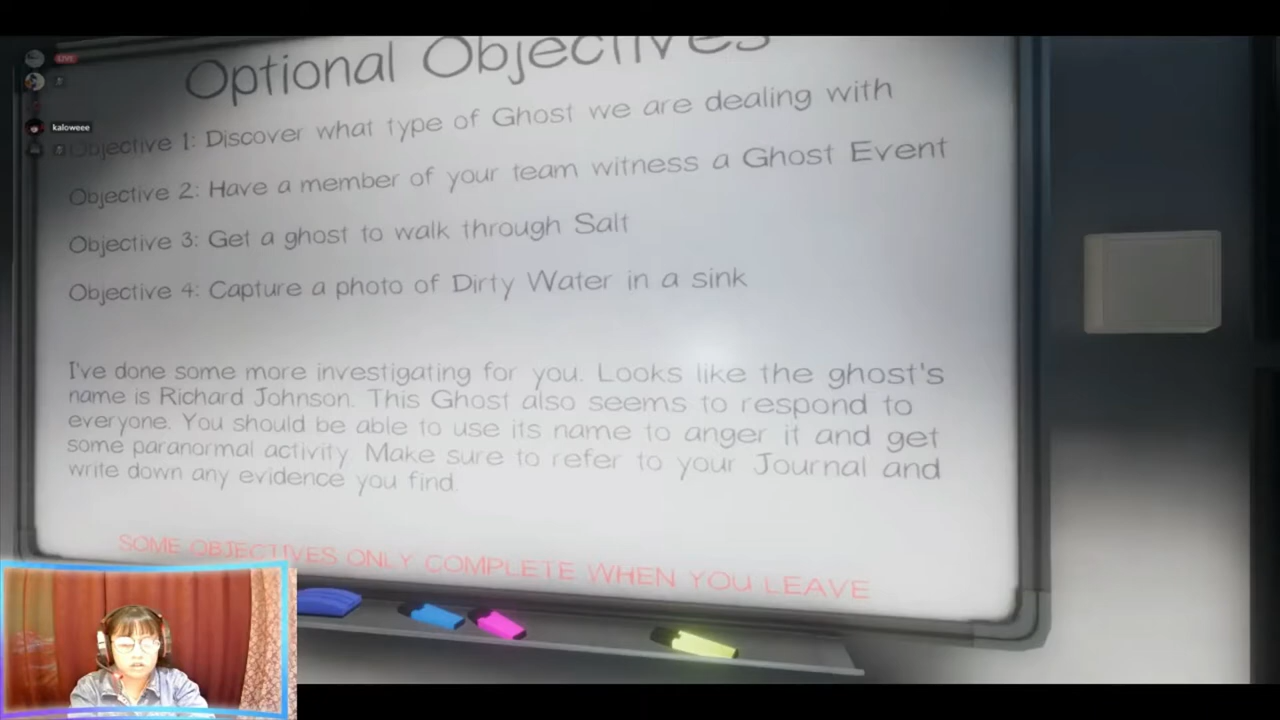 LIVE
kaloweee
Optional Objectives
Objective 1: Discover what type of Ghost we are dealing with
Objective 2: Have a member of your team witness a Ghost Event
Objective 3: Get a ghost to walk through Salt
Objective 4: Capture a photo of Dirty Water in a sink
I've done some more investigating for you. Looks like the ghost's
name is Richard Johnson. This Ghost also seems to respond to
everyone. You should be able to use its name to anger it and get
some paranormal activity. Make sure to refer to your Journal and
write down any evidence you find.
SOME OBJECTIVES ONLY COMPLETE WHEN YOU LEAVE